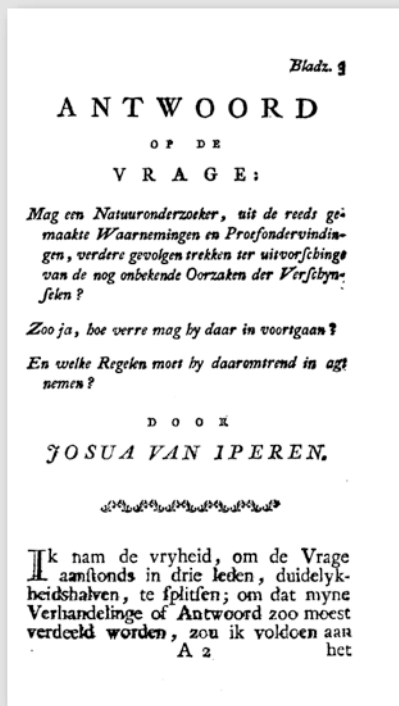 Bladz. 3
ANTWOORD
OP DE
VRAGE:
Mag een Natuuronderzoeker, uit de reeds ge-
maakte Waarnemingen en Proefondervindin-
gen, verdere gevolgen trekken ter uitvorſchinge
van de nog onbekende Oorzaken der Verſchyn-
ſelen?
Zoo ja, hoe verre mag hy daar in voortgaan?
En welke Regelen moet hy daaromtrend in agt
nemen?
DOOR
JOSUA VAN IPEREN.
Ik nam de vryheid, om de Vrage
aanſtonds in drie leden, duidelyk-
heidshalven, te ſplitſen; om dat myne
Verhandelinge of Antwoord zoo moest
verdeeld worden, zou ik voldoen aan
A 2 het